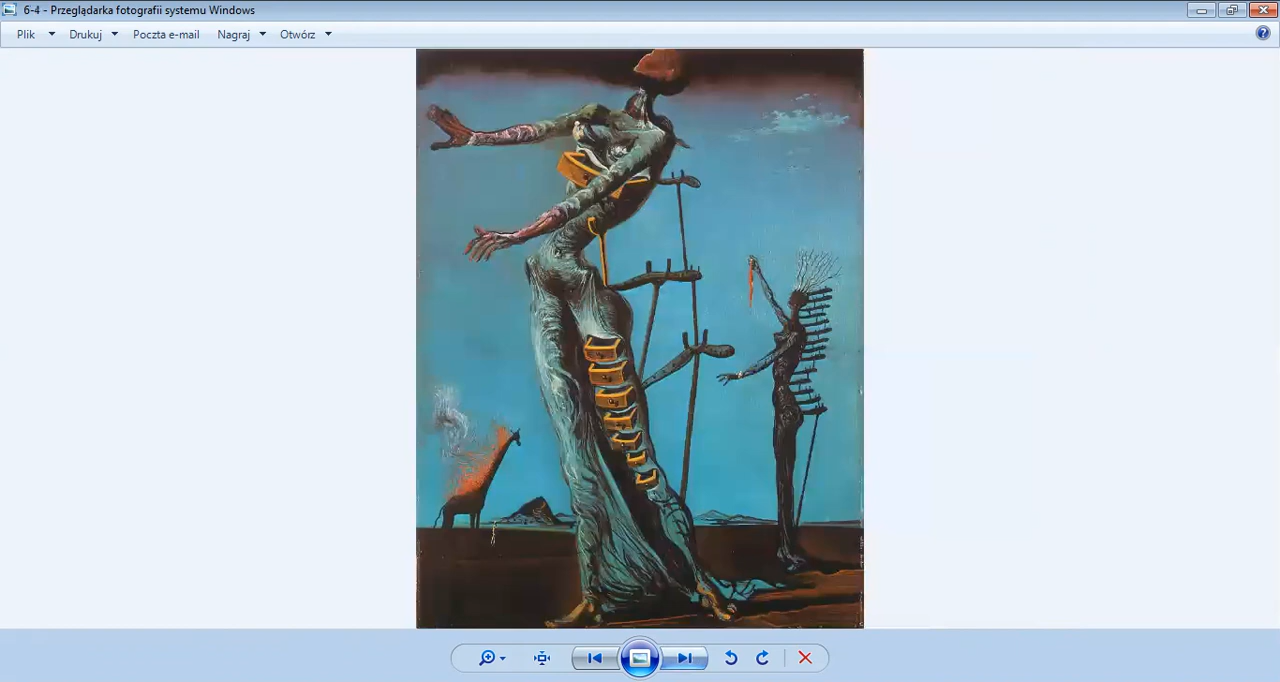 6-4 - Przeglądarka fotografii systemu Windows
Plik Drukuj Poczta e-mail Nagraj Otwórz